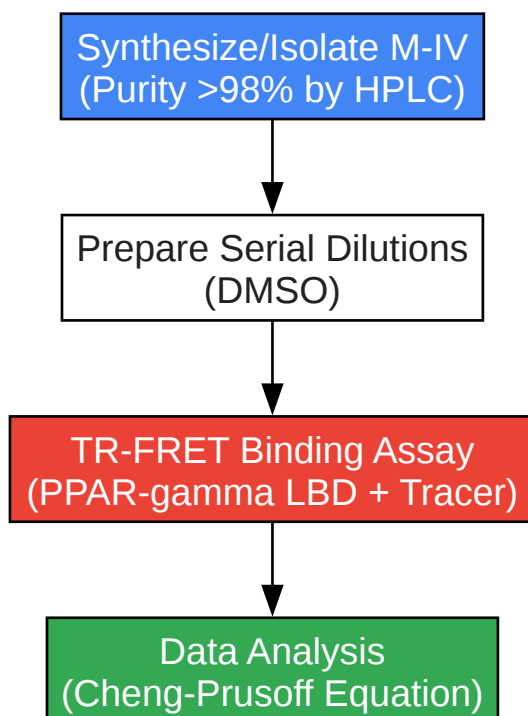 Synthesize/Isolate M-IV
(Purity >98% by HPLC)
Prepare Serial Dilutions
(DMSO)
TR-FRET Binding Assay
(PPAR-gamma LBD + Tracer)
Data Analysis
(Cheng-Prusoff Equation)